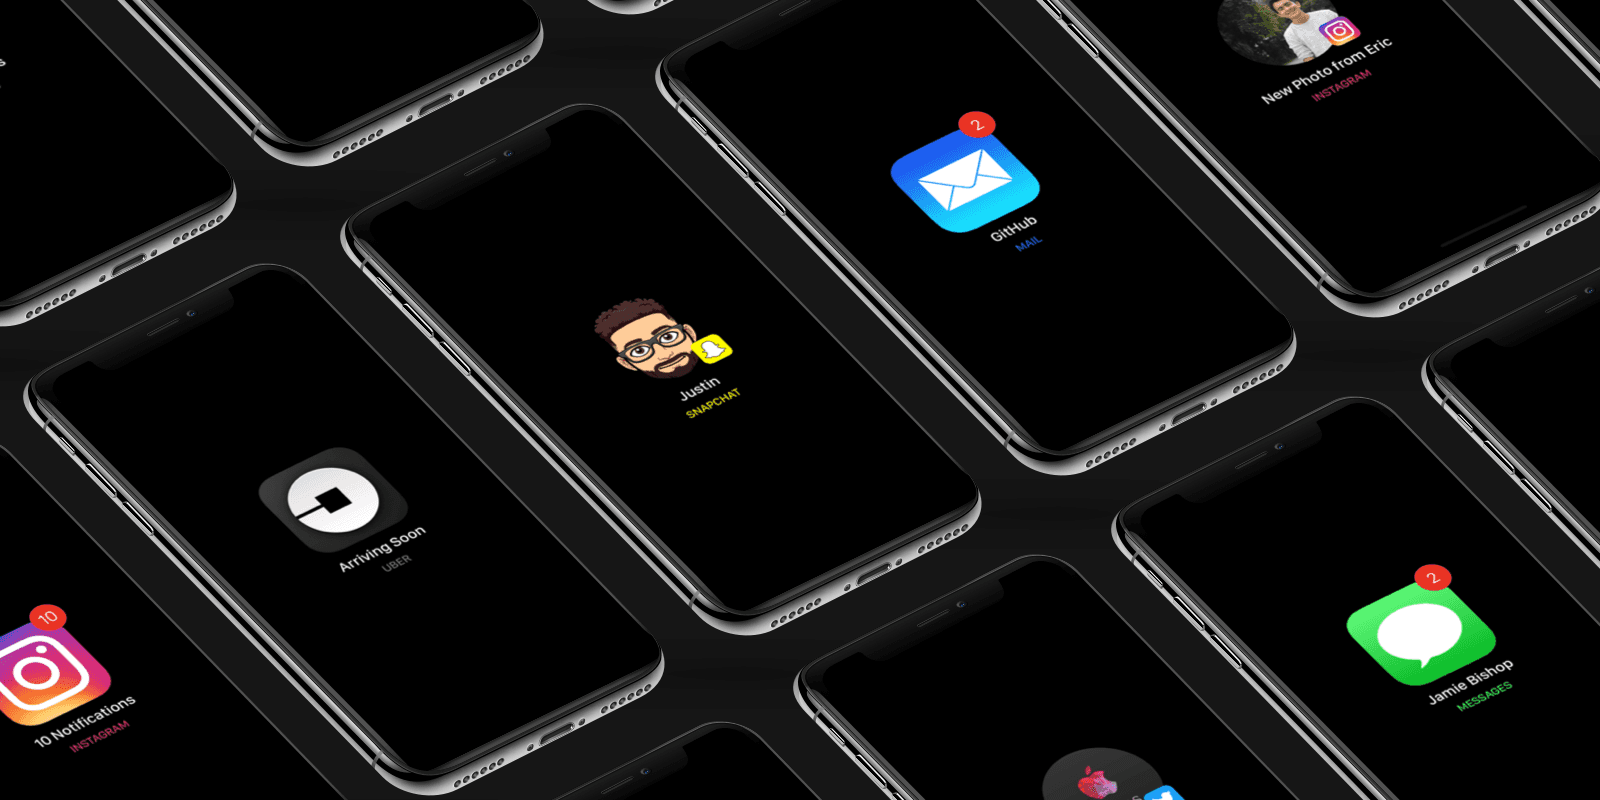 New Photo from Eric
INSTAGRAM
2
GitHub
MAIL
Justin
SNAPCHAT
Arriving Soon
UBER
10
10 Notifications
INSTAGRAM
2
Jamie Bishop
MESSAGES